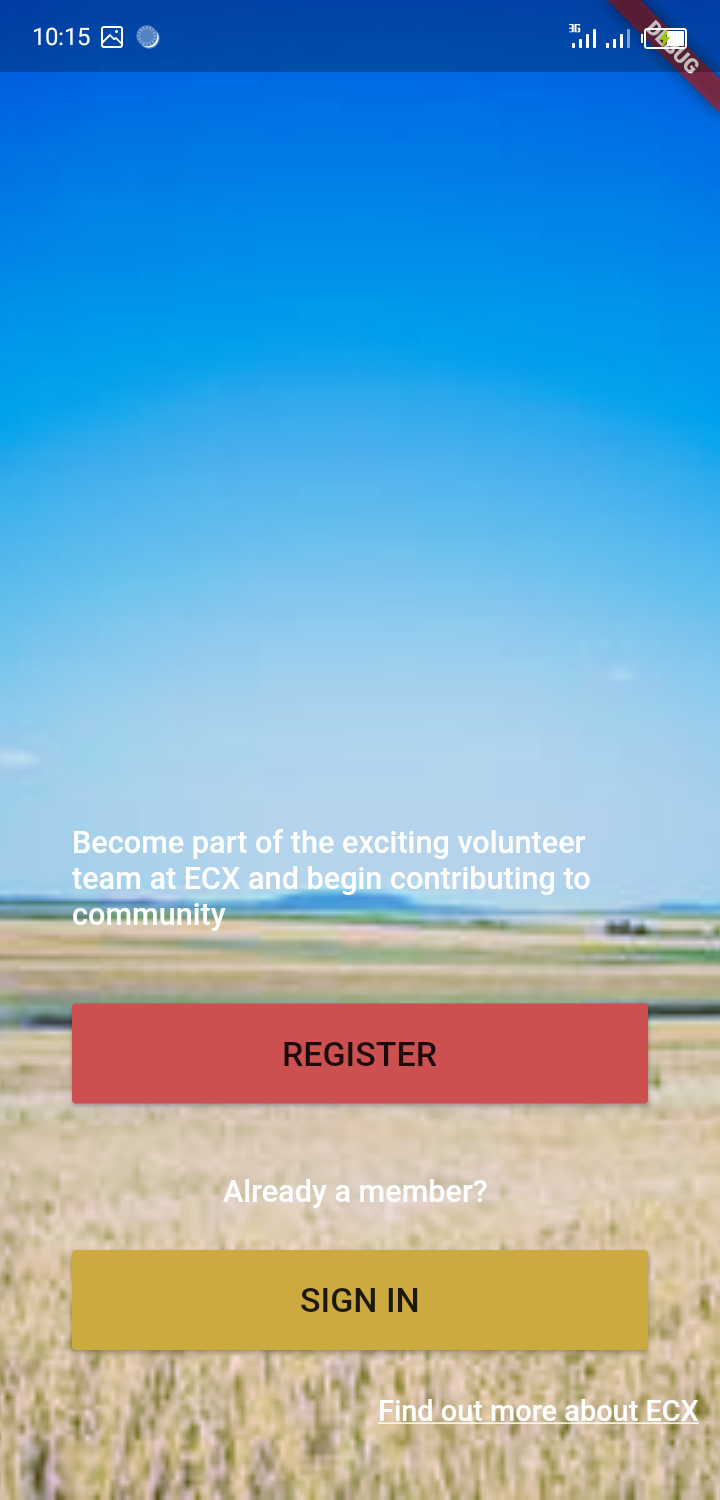 10:15
3G
DEBUG
Become part of the exciting volunteer
team at ECX and begin contributing to
community
REGISTER
Already a member?
SIGN IN
Find out more about ECX